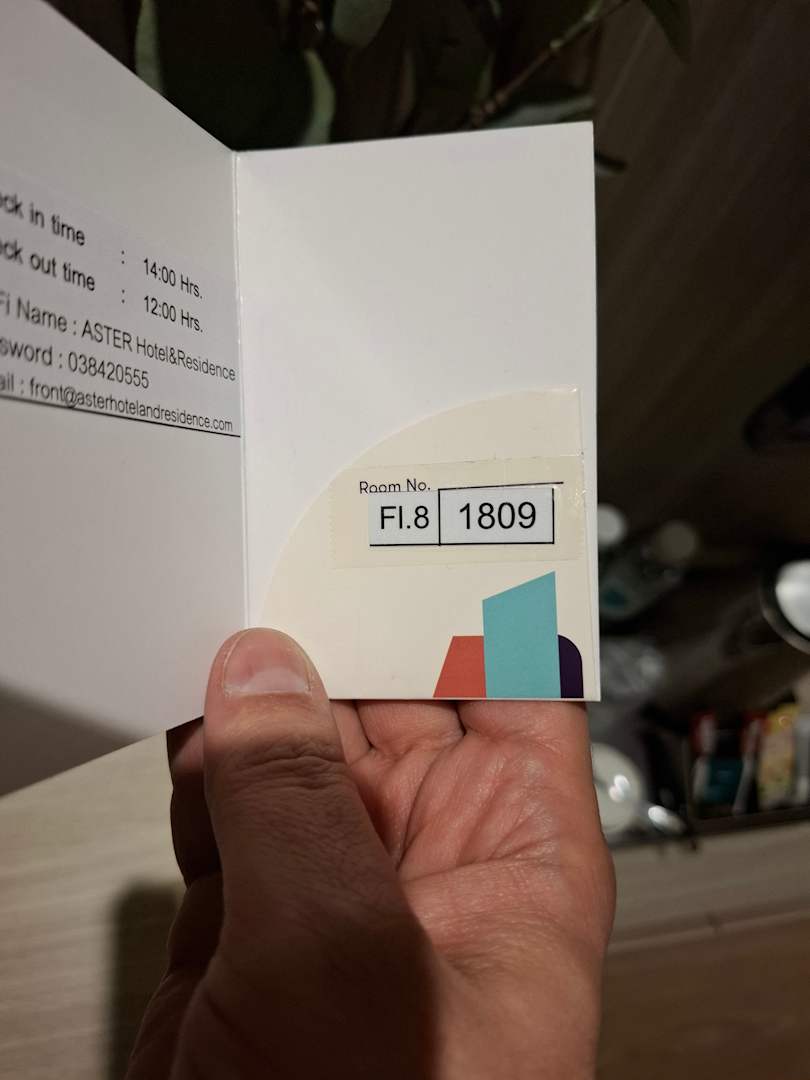 ck in time : 14:00 Hrs.
ck out time : 12:00 Hrs.
Fi Name : ASTER Hotel&Residence
sword : 038420555
ail : front@asterhotelandresidence.com
Room No.
Fl.8 1809